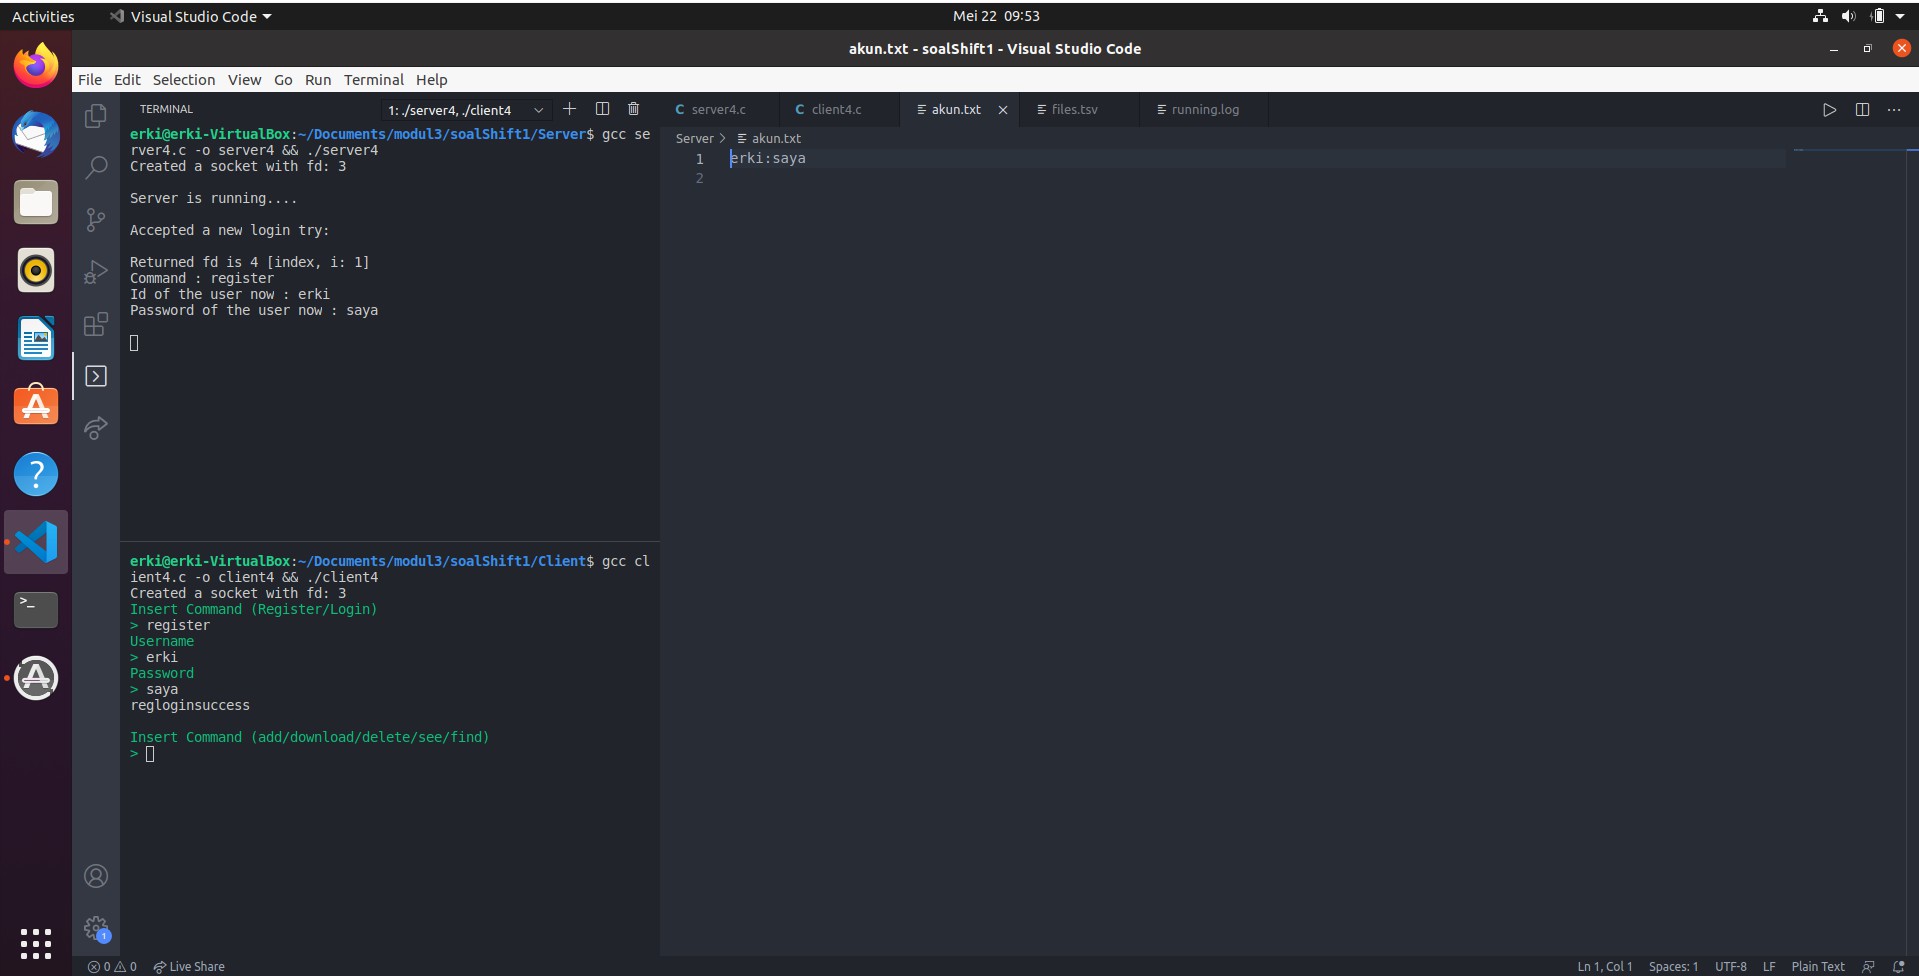 Activities
Visual Studio Code
Mei 22 09:53
akun.txt - soalShift1 - Visual Studio Code
File Edit Selection View Go Run Terminal Help
TERMINAL
1: ./server4, ./client4
erki@erki-VirtualBox:~/Documents/modul3/soalShift1/Server$ gcc se
rver4.c -o server4 && ./server4
Created a socket with fd: 3
Server is running....
Accepted a new login try:
Returned fd is 4 [index, i: 1]
Command : register
Id of the user now : erki
Password of the user now : saya
erki@erki-VirtualBox:~/Documents/modul3/soalShift1/Client$ gcc cl
ient4.c -o client4 && ./client4
Created a socket with fd: 3
Insert Command (Register/Login)
> register
Username
> erki
Password
> saya
regloginsuccess
Insert Command (add/download/delete/see/find)
>
server4.c
client4.c
akun.txt
files.tsv
running.log
Server > akun.txt
1 erki:saya
2
1
0 0
Live Share
Ln 1, Col 1
Spaces: 1
UTF-8
LF
Plain Text